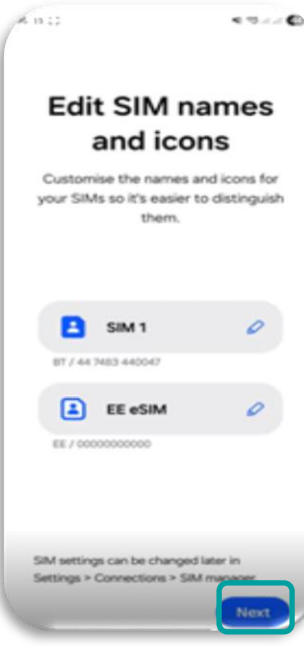 Edit SIM names
and icons
Customise the names and icons for
your SIMs so it's easier to distinguish
them.
SIM 1
BT / 44 7483 440047
EE eSIM
EE / 00000000000
SIM settings can be changed later in
Settings > Connections > SIM manager
Next